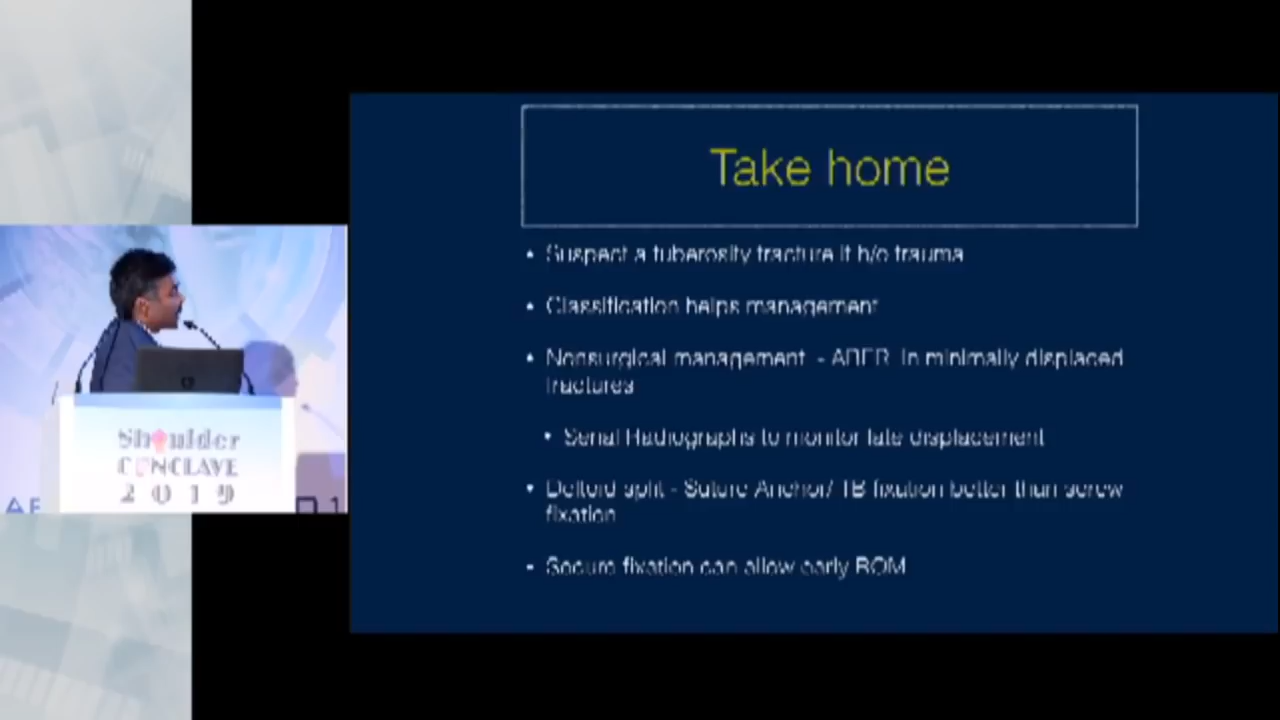 Take home
• Suspect a tuberosity fracture if h/o trauma
• Classification helps management
• Nonsurgical management - ABER in minimally displaced
fractures
• Serial Radiographs to monitor late displacement
• Deltoid split - Suture Anchor/ TB fixation better than screw
fixation
• Secure fixation can allow early ROM
Shoulder
CONCLAVE
2019